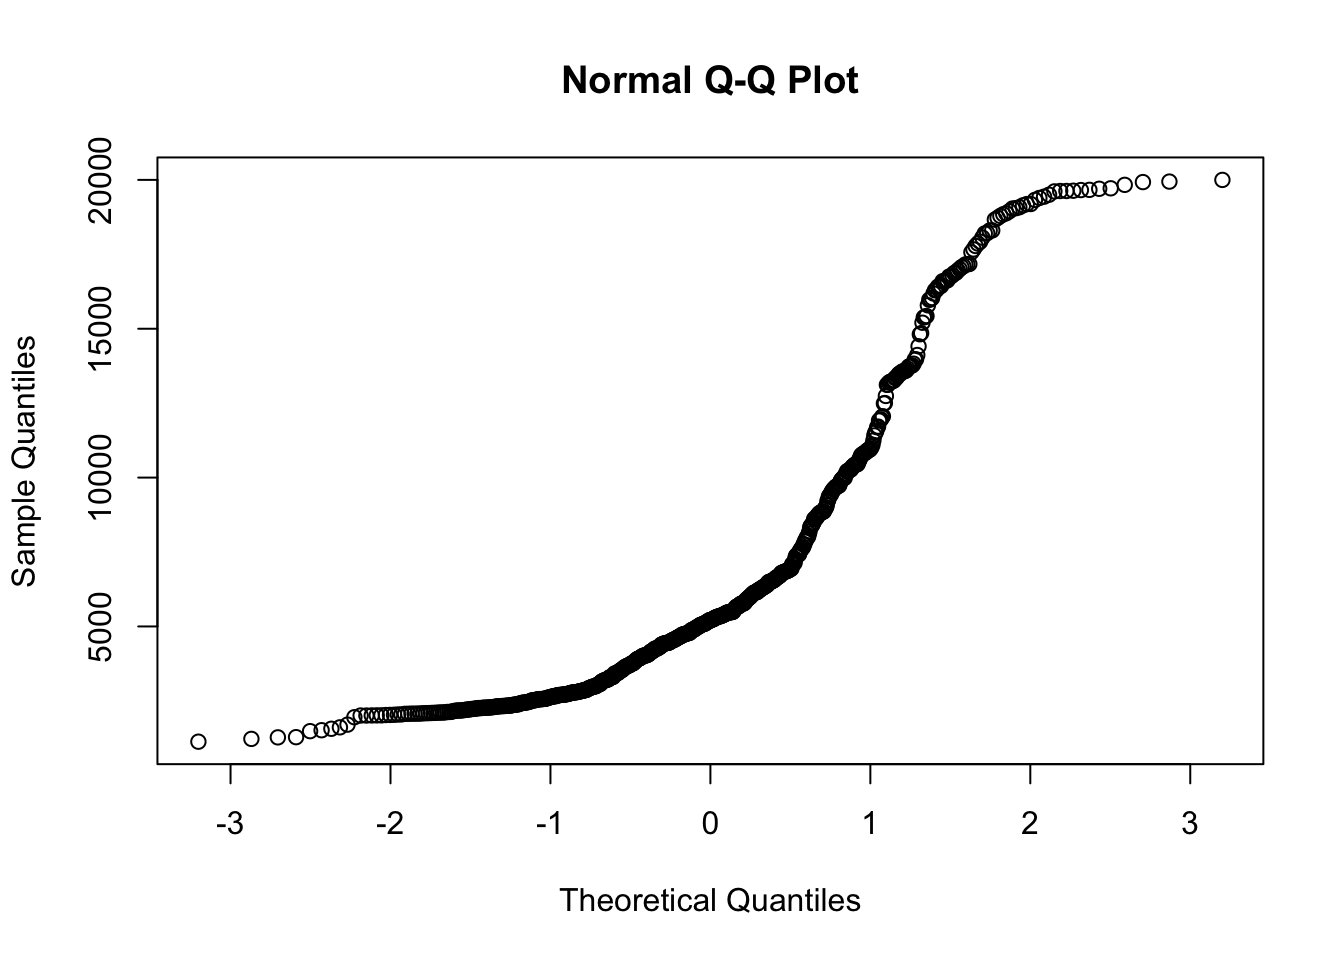 Normal Q-Q Plot
20000
15000
10000
5000
Sample Quantiles
-3 -2 -1 0 1 2 3
Theoretical Quantiles